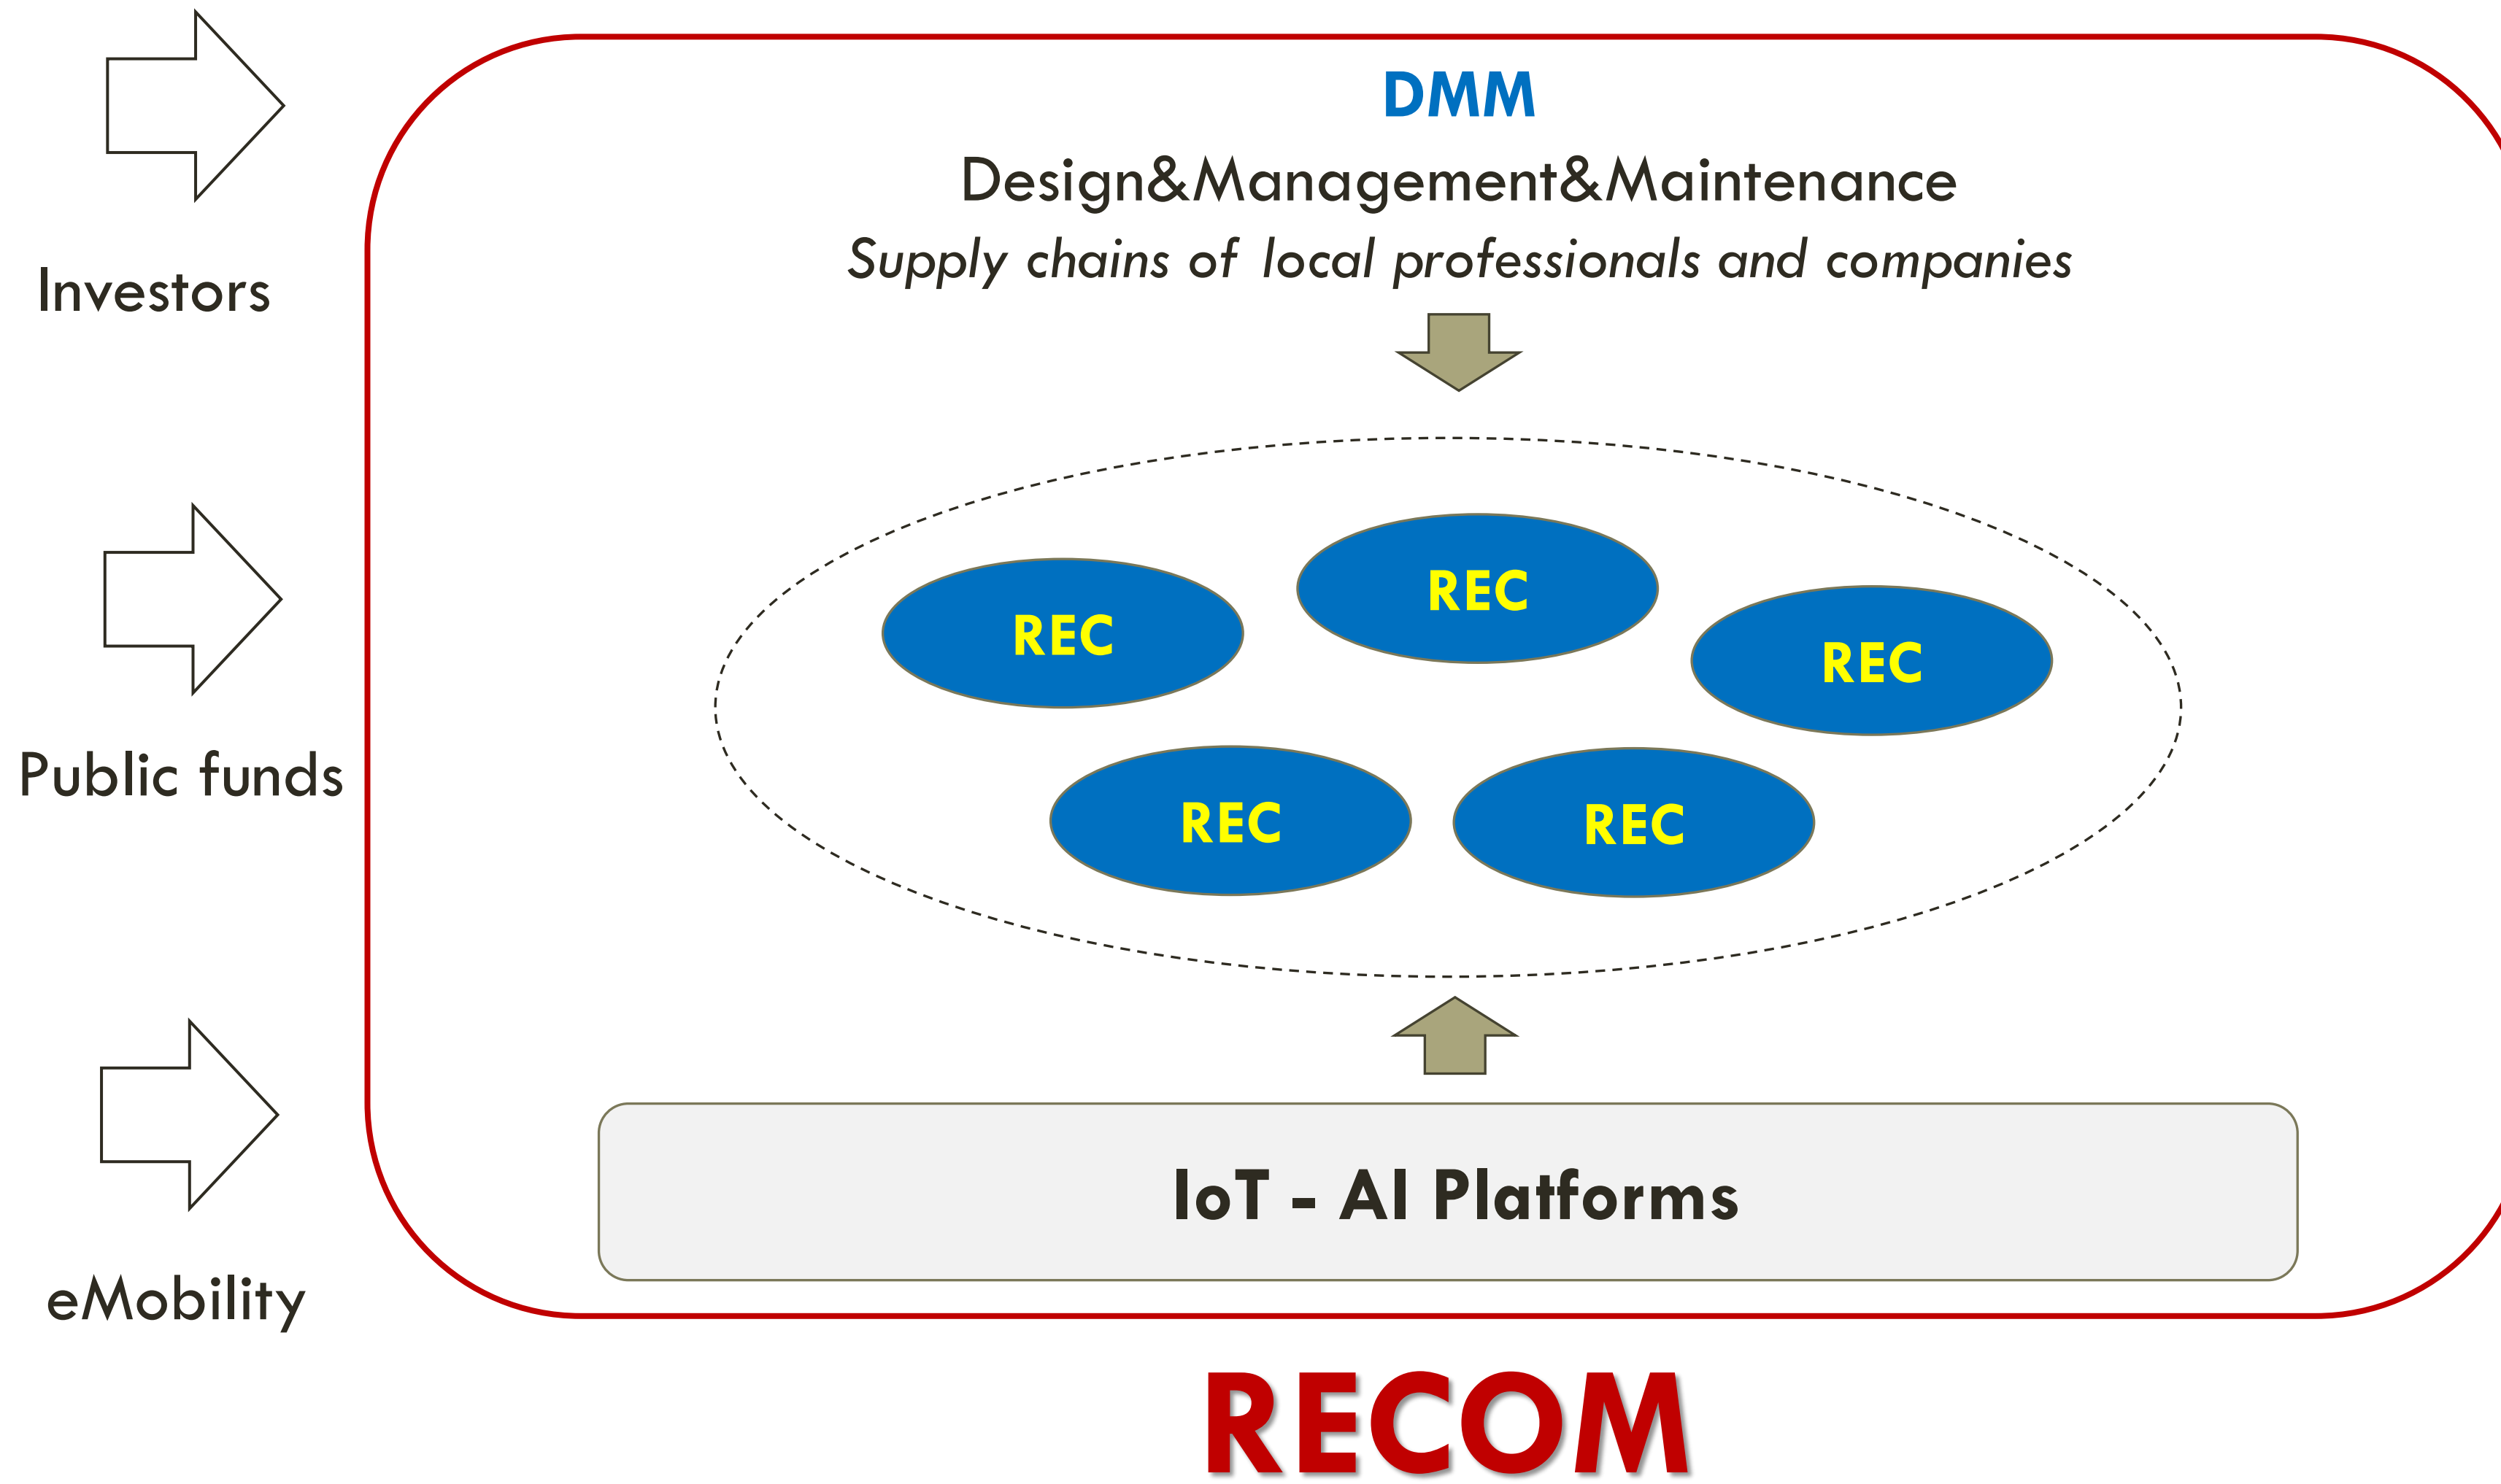 DMM
Design&Management&Maintenance
Supply chains of local professionals and companies
Investors
REC
REC
REC
Public funds
REC
REC
IoT - AI Platforms
eMobility
RECOM